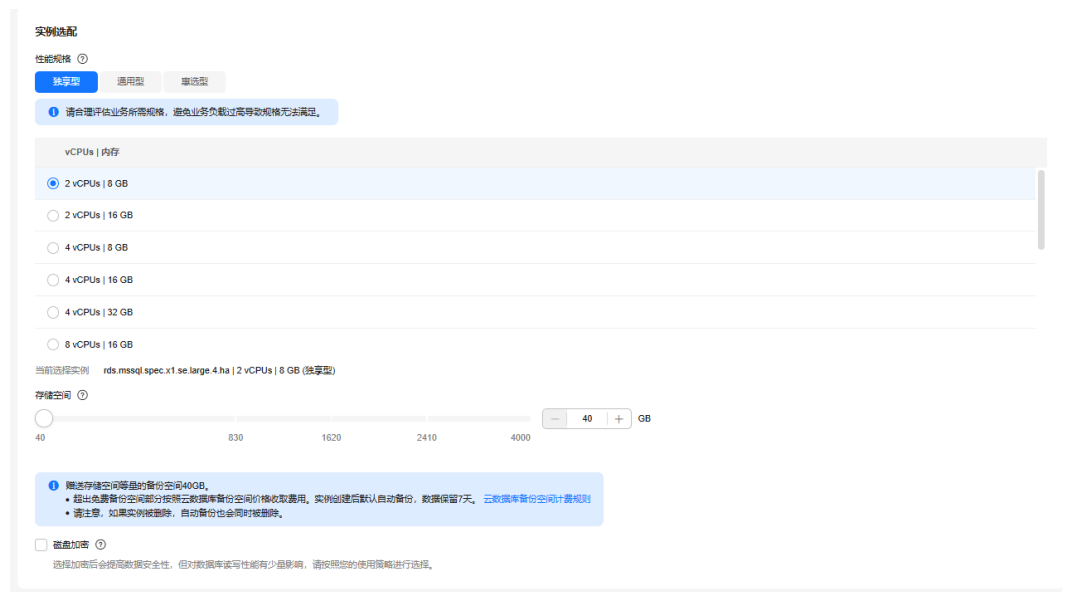 实例选配
性能规格
独享型 通用型 惠选型
请合理评估业务所需规格，避免业务负载过高导致规格无法满足。
vCPUs | 内存
2 vCPUs | 8 GB
2 vCPUs | 16 GB
4 vCPUs | 8 GB
4 vCPUs | 16 GB
4 vCPUs | 32 GB
8 vCPUs | 16 GB
当前选择实例 rds.mssql.spec.x1.se.large.4.ha | 2 vCPUs | 8 GB (独享型)
存储空间
40 GB
40 830 1620 2410 4000
赠送存储空间等量的备份空间40GB。
• 超出免费备份空间部分按照云数据库备份空间价格收取费用。实例创建后默认自动备份，数据保留7天。 云数据库备份空间计费规则
• 请注意，如果实例被删除，自动备份也会同时被删除。
磁盘加密
选择加密后会提高数据安全性，但对数据库读写性能有少量影响，请按照您的使用策略进行选择。